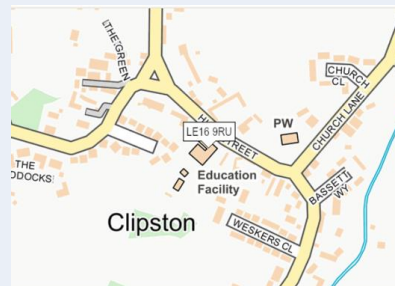 THE GREEN
CHURCH
CL
LE16 9RU
PW
HIGH STREET
CHURCH LANE
THE
DDOCKS
Education
Facility
BASSETT
WY
Clipston
WESKERS CL